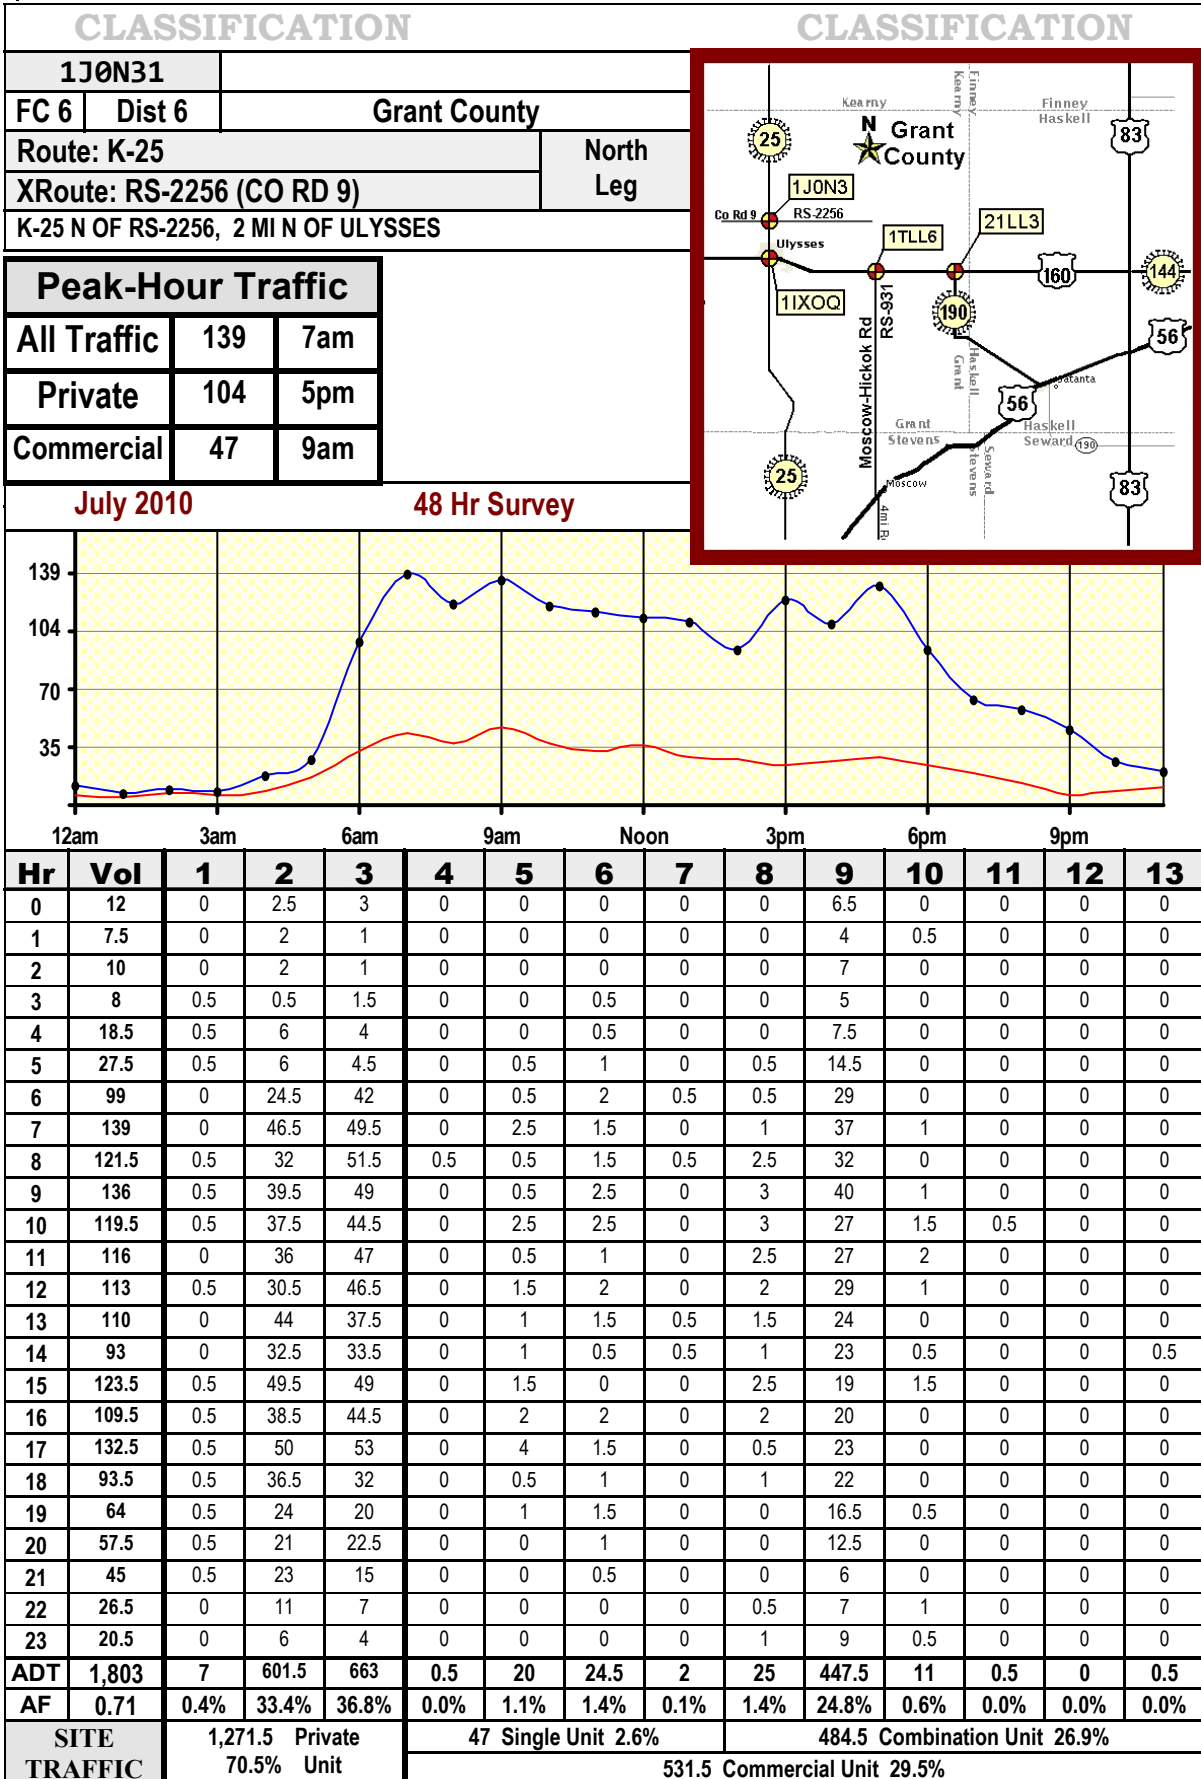 CLASSIFICATION CLASSIFICATION
1J0N31
FC 6 Dist 6 Grant County
Route: K-25
North Leg
XRoute: RS-2256 (CO RD 9)
K-25 N OF RS-2256, 2 MI N OF ULYSSES
Kearny
Kearny
Finney
Finney
Haskell
83
25
N
Grant County
1J0N3
Co Rd 9
RS-2256
Ulysses
1TLL6
21LL3
160
144
1IXOQ
RS-931
Moscow-Hickok Rd
190
Haskell
Grant
56
Satanta
56
Grant
Stevens
Haskell
Seward
190
Stevens
Seward
25
Moscow
83
Peak-Hour Traffic
All Traffic 139 7am
Private 104 5pm
Commercial 47 9am
July 2010 48 Hr Survey
139
104
70
35
12am 3am 6am 9am Noon 3pm 6pm 9pm
Hr Vol 1 2 3 4 5 6 7 8 9 10 11 12 13
0 12 0 2.5 3 0 0 0 0 0 6.5 0 0 0 0
1 7.5 0 2 1 0 0 0 0 0 4 0.5 0 0 0
2 10 0 2 1 0 0 0 0 0 7 0 0 0 0
3 8 0.5 0.5 1.5 0 0 0.5 0 0 5 0 0 0 0
4 18.5 0.5 6 4 0 0 0.5 0 0 7.5 0 0 0 0
5 27.5 0.5 6 4.5 0 0.5 1 0 0.5 14.5 0 0 0 0
6 99 0 24.5 42 0 0.5 2 0.5 0.5 29 0 0 0 0
7 139 0 46.5 49.5 0 2.5 1.5 0 1 37 1 0 0 0
8 121.5 0.5 32 51.5 0.5 0.5 1.5 0.5 2.5 32 0 0 0 0
9 136 0.5 39.5 49 0 0.5 2.5 0 3 40 1 0 0 0
10 119.5 0.5 37.5 44.5 0 2.5 2.5 0 3 27 1.5 0.5 0 0
11 116 0 36 47 0 0.5 1 0 2.5 27 2 0 0 0
12 113 0.5 30.5 46.5 0 1.5 2 0 2 29 1 0 0 0
13 110 0 44 37.5 0 1 1.5 0.5 1.5 24 0 0 0 0
14 93 0 32.5 33.5 0 1 0.5 0.5 1 23 0.5 0 0 0.5
15 123.5 0.5 49.5 49 0 1.5 0 0 2.5 19 1.5 0 0 0
16 109.5 0.5 38.5 44.5 0 2 2 0 2 20 0 0 0 0
17 132.5 0.5 50 53 0 4 1.5 0 0.5 23 0 0 0 0
18 93.5 0.5 36.5 32 0 0.5 1 0 1 22 0 0 0 0
19 64 0.5 24 20 0 1 1.5 0 0 16.5 0.5 0 0 0
20 57.5 0.5 21 22.5 0 0 1 0 0 12.5 0 0 0 0
21 45 0.5 23 15 0 0 0.5 0 0 6 0 0 0 0
22 26.5 0 11 7 0 0 0 0 0.5 7 1 0 0 0
23 20.5 0 6 4 0 0 0 0 1 9 0.5 0 0 0
ADT 1,803 7 601.5 663 0.5 20 24.5 2 25 447.5 11 0.5 0 0.5
AF 0.71 0.4% 33.4% 36.8% 0.0% 1.1% 1.4% 0.1% 1.4% 24.8% 0.6% 0.0% 0.0% 0.0%
SITE TRAFFIC
1,271.5 Private
70.5% Unit
47 Single Unit 2.6% 484.5 Combination Unit 26.9%
531.5 Commercial Unit 29.5%